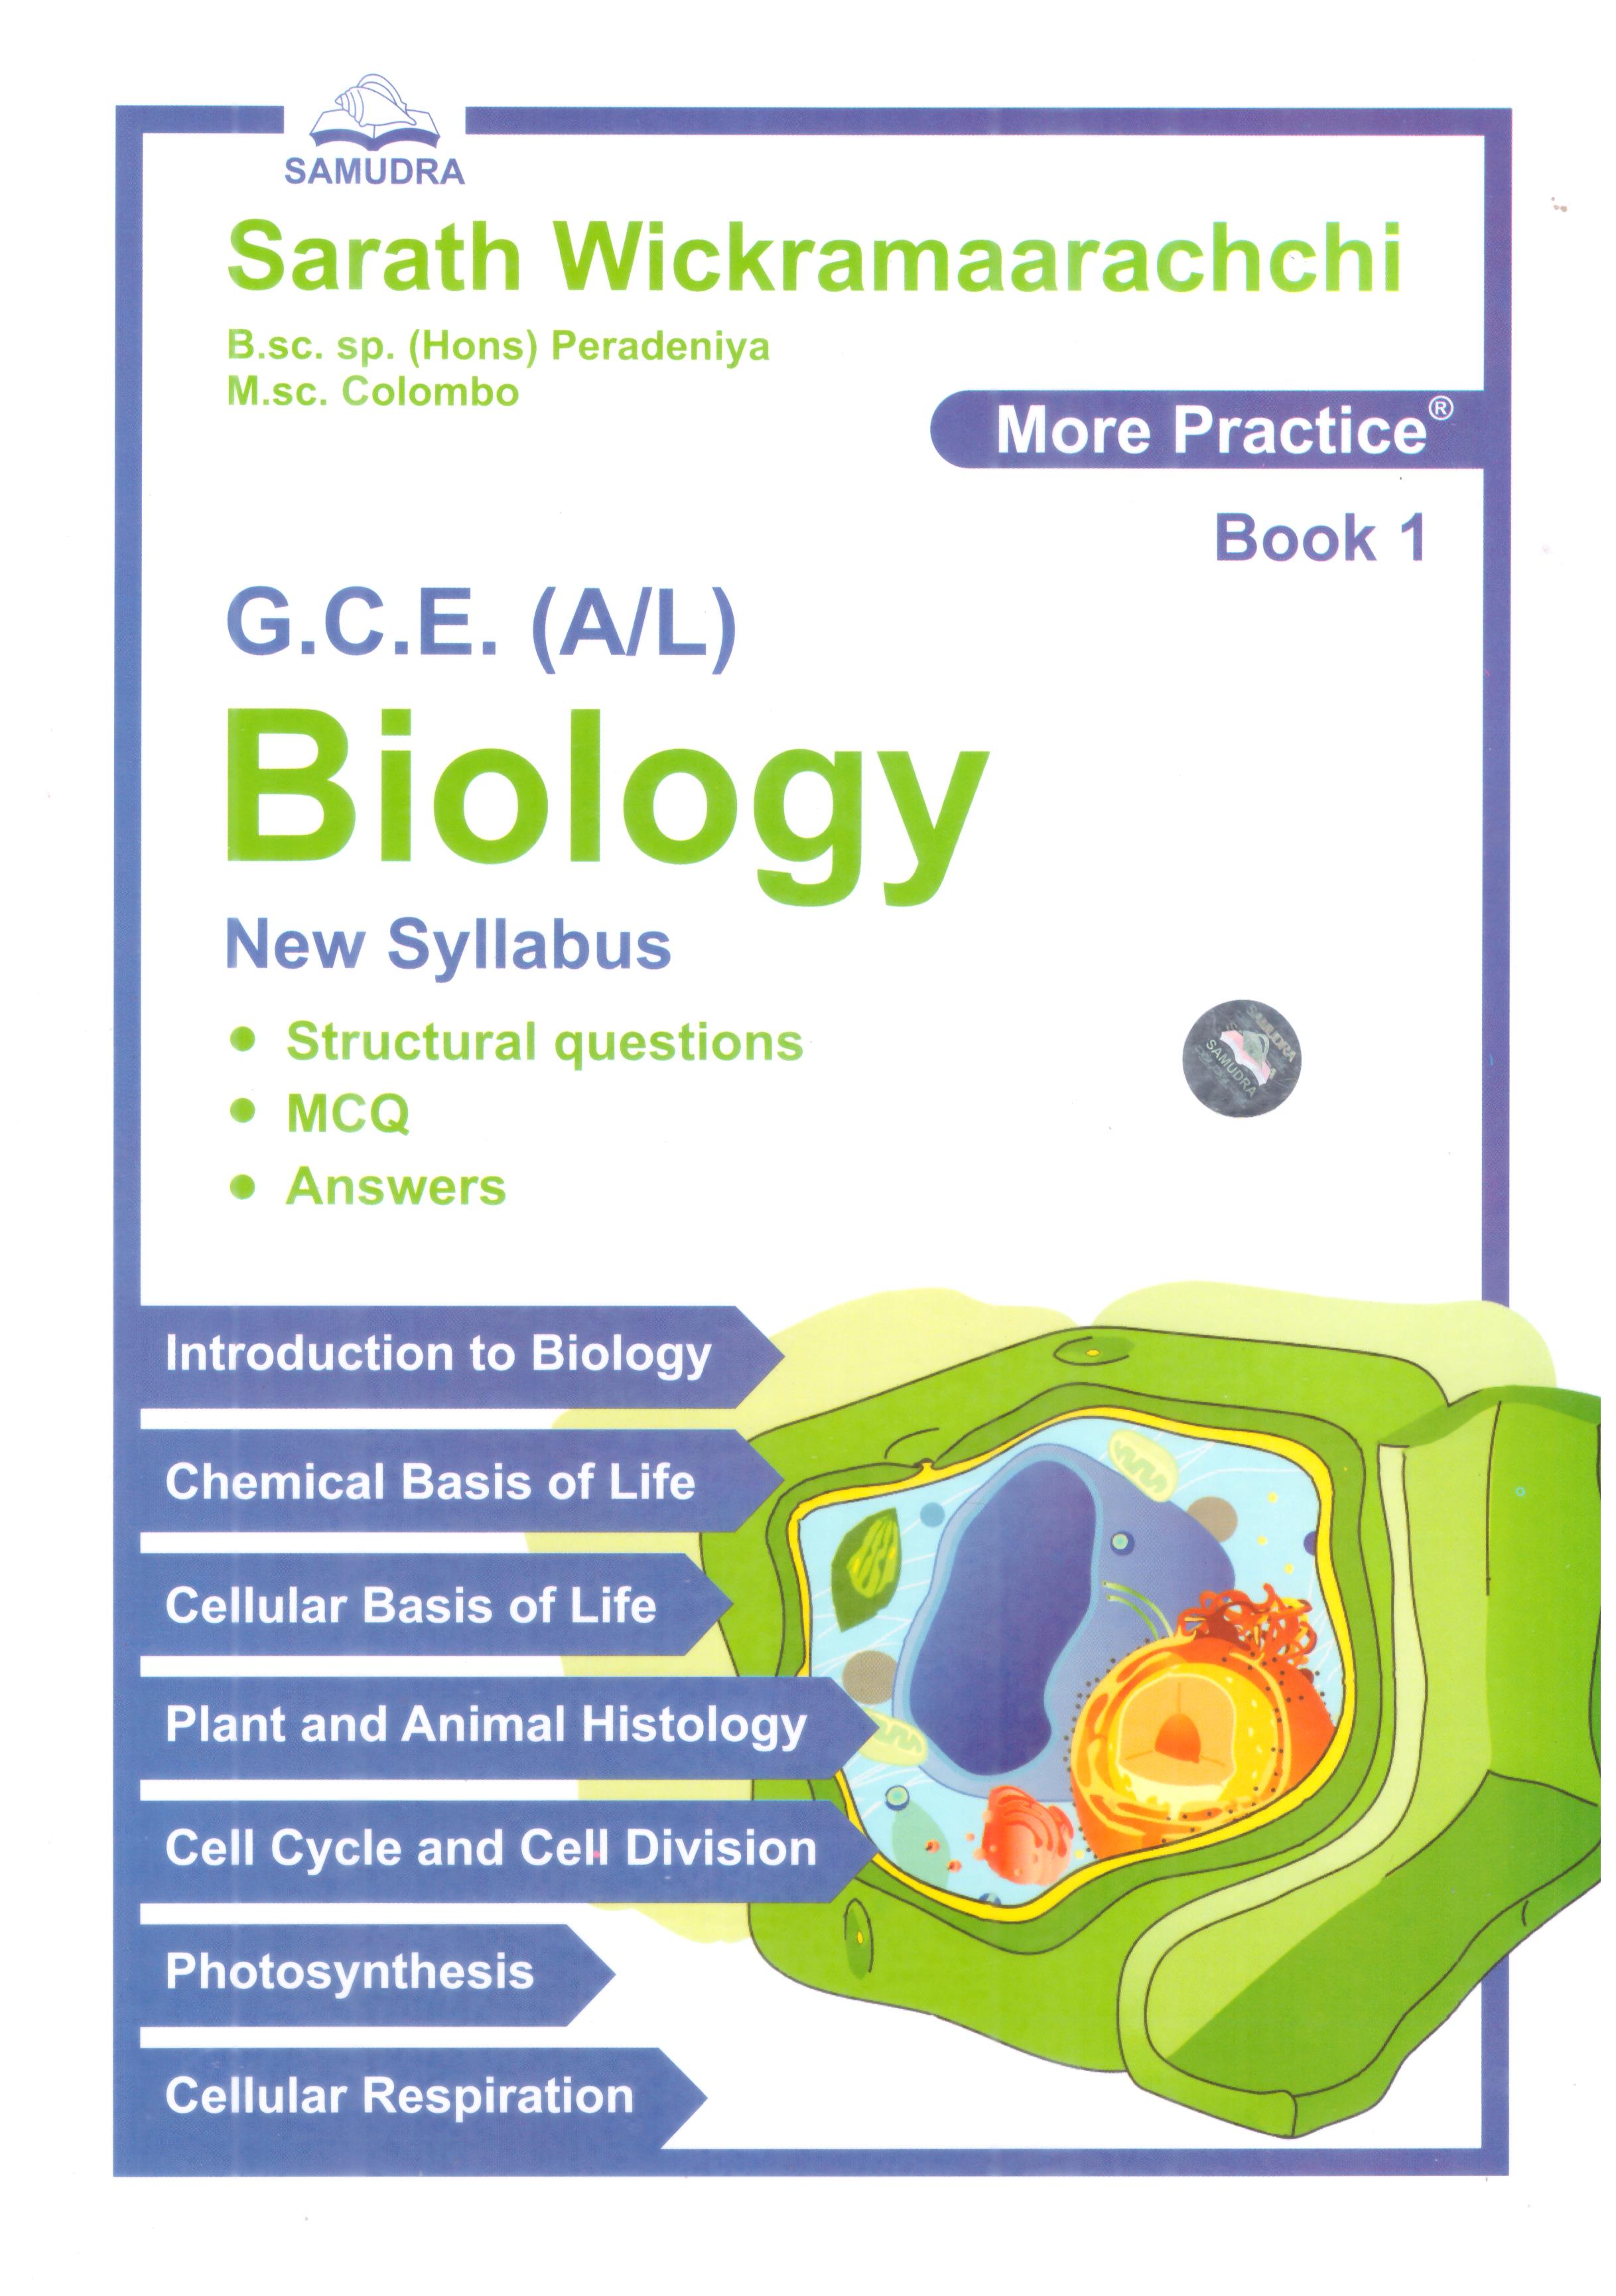 SAMUDRA
Sarath Wickramaarachchi
B.sc. sp. (Hons) Peradeniya
M.sc. Colombo
More Practice®
Book 1
G.C.E. (A/L)
Biology
New Syllabus
• Structural questions
• MCQ
• Answers
SAMUDRA
SAMUDRA
Introduction to Biology
Chemical Basis of Life
Cellular Basis of Life
Plant and Animal Histology
Cell Cycle and Cell Division
Photosynthesis
Cellular Respiration